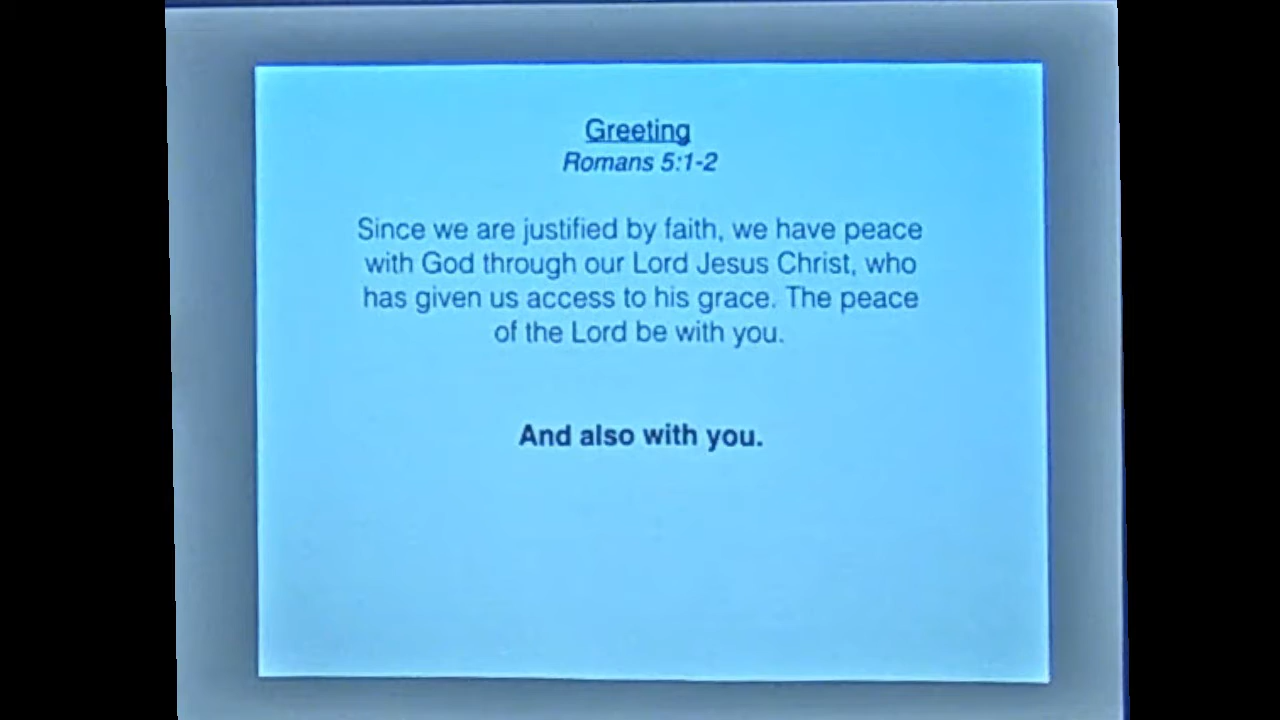 Greeting
Romans 5:1-2
Since we are justified by faith, we have peace
with God through our Lord Jesus Christ, who
has given us access to his grace. The peace
of the Lord be with you.
And also with you.